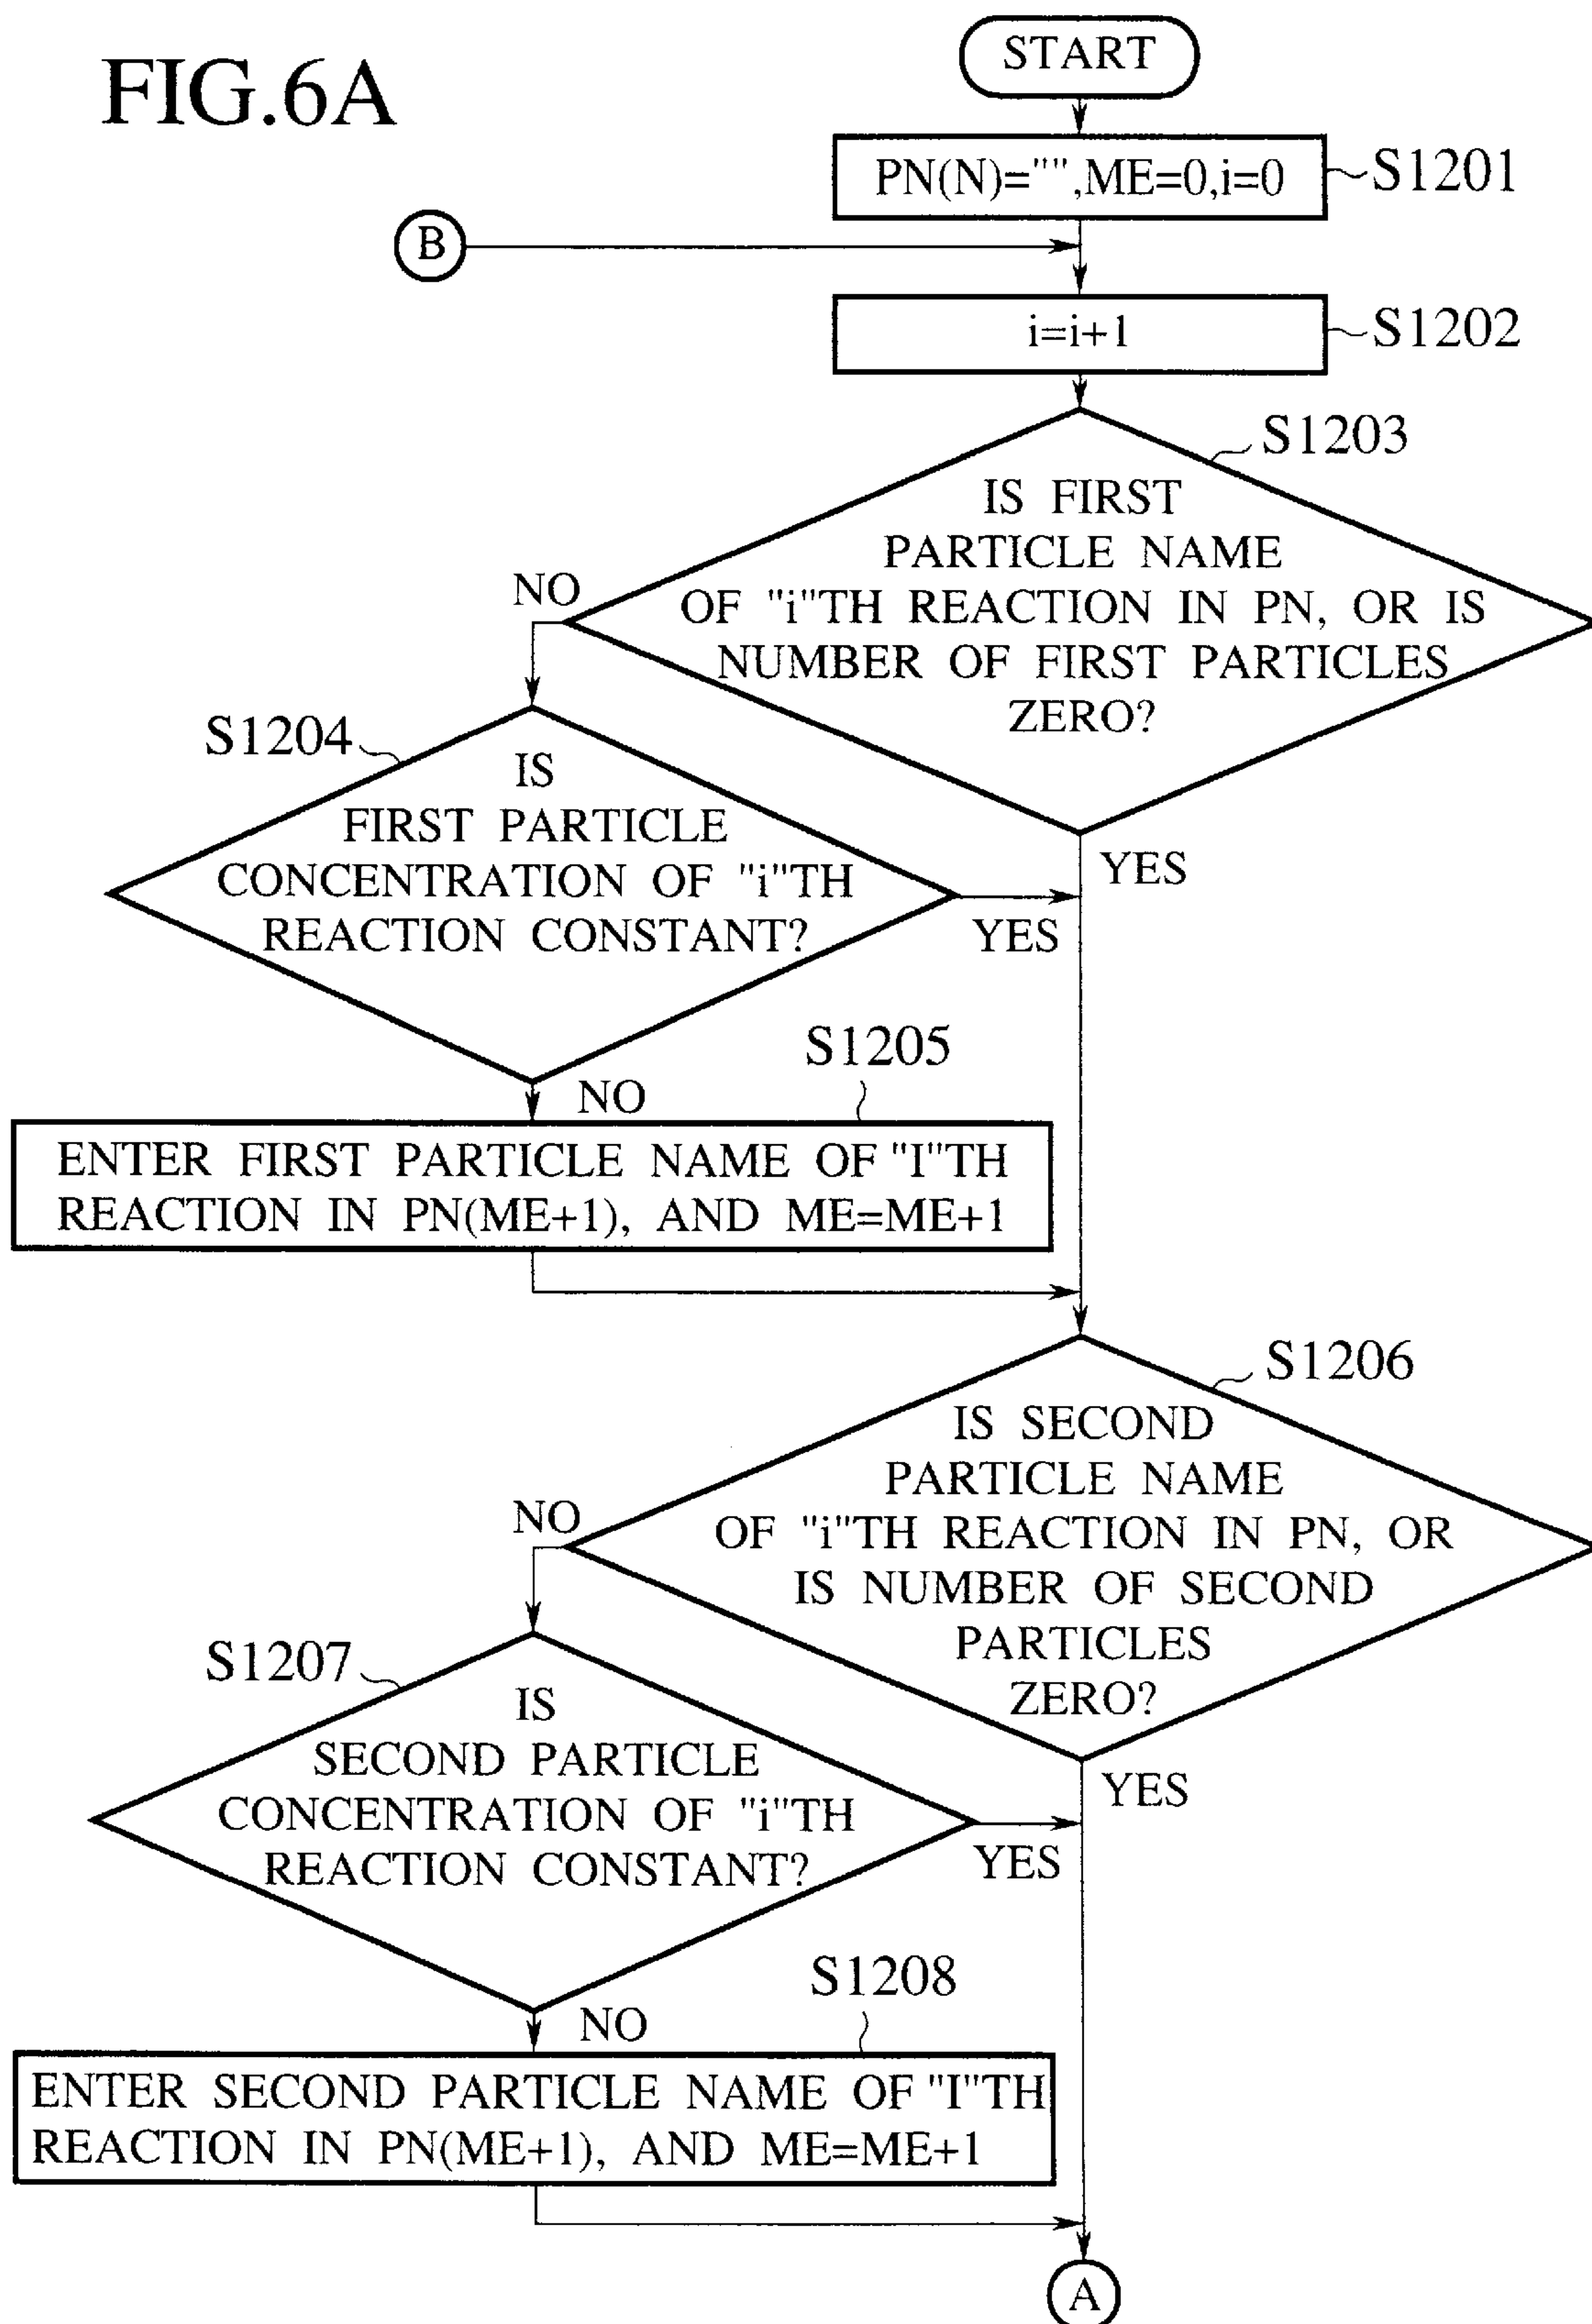 FIG.6A
START
PN(N)="",ME=0,i=0
S1201
B
i=i+1
S1202
S1203
IS FIRST
PARTICLE NAME
OF "i"TH REACTION IN PN, OR IS
NUMBER OF FIRST PARTICLES
ZERO?
NO
YES
S1204
IS
FIRST PARTICLE
CONCENTRATION OF "i"TH
REACTION CONSTANT?
YES
NO
S1205
ENTER FIRST PARTICLE NAME OF "I"TH
REACTION IN PN(ME+1), AND ME=ME+1
S1206
IS SECOND
PARTICLE NAME
OF "i"TH REACTION IN PN, OR
IS NUMBER OF SECOND
PARTICLES
ZERO?
NO
YES
S1207
IS
SECOND PARTICLE
CONCENTRATION OF "i"TH
REACTION CONSTANT?
YES
NO
S1208
ENTER SECOND PARTICLE NAME OF "I"TH
REACTION IN PN(ME+1), AND ME=ME+1
A